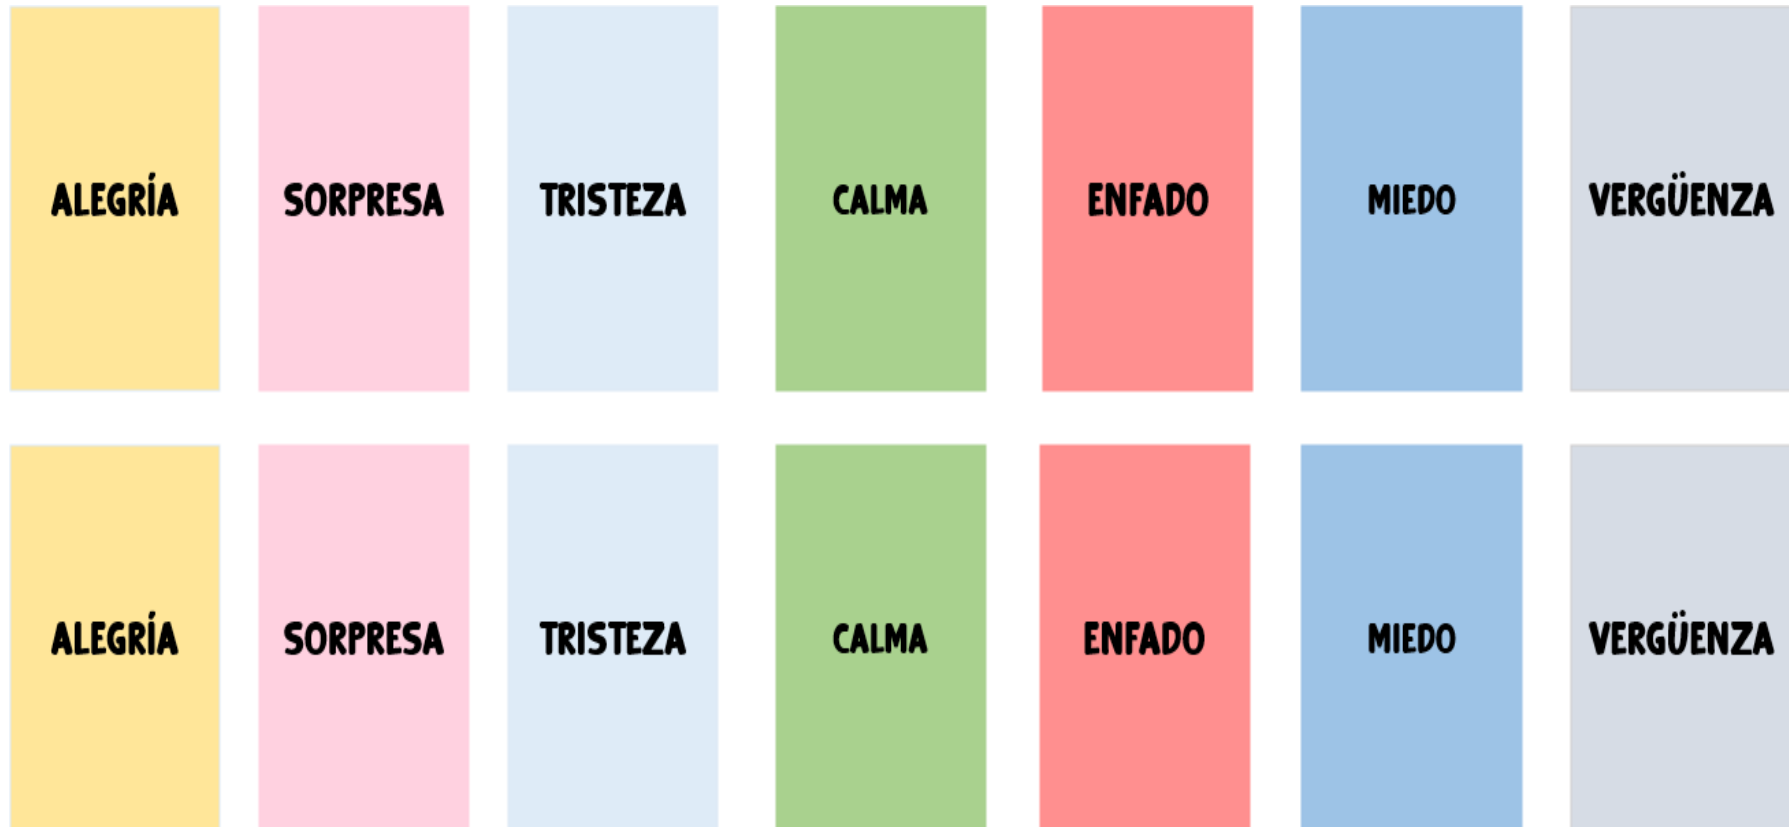 ALEGRÍA
SORPRESA
TRISTEZA
CALMA
ENFADO
MIEDO
VERGÜENZA
ALEGRÍA
SORPRESA
TRISTEZA
CALMA
ENFADO
MIEDO
VERGÜENZA